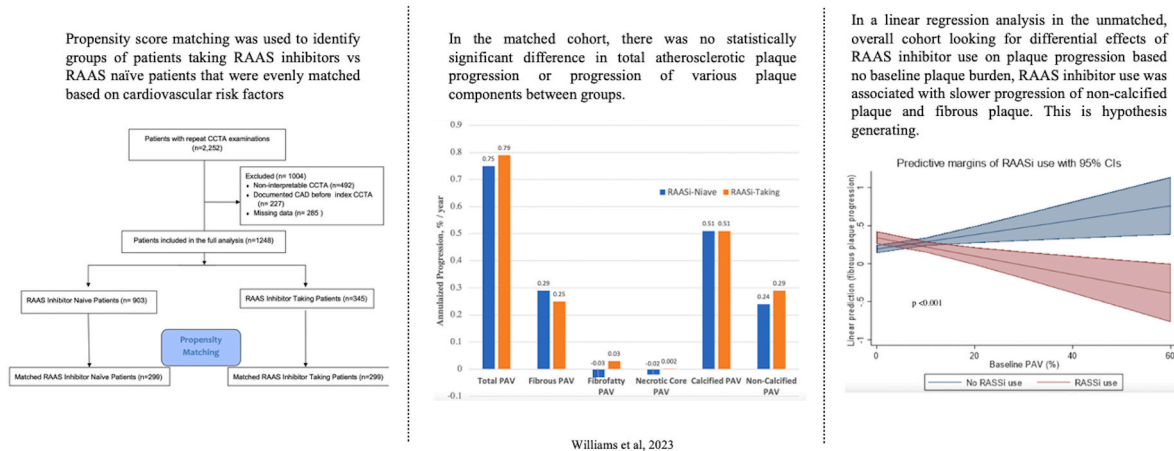 Propensity score matching was used to identify
groups of patients taking RAAS inhibitors vs
RAAS naïve patients that were evenly matched
based on cardiovascular risk factors
Patients with repeat CCTA examinations
(n=2,252)
Excluded (n= 1004)
• Non-interpretable CCTA (n=492)
• Documented CAD before index CCTA
(n= 227)
• Missing data (n= 285 )
Patients included in the full analysis (n=1248)
RAAS Inhibitor Naive Patients (n= 903)
RAAS Inhibitor Taking Patients (n=345)
Propensity
Matching
Matched RAAS Inhibitor Naïve Patients (n=299)
Matched RAAS Inhibitor Taking Patients (n=299)
In the matched cohort, there was no statistically
significant difference in total atherosclerotic plaque
progression or progression of various plaque
components between groups.
Annulaized Progression, % / year
0.9
0.8
0.7
0.6
0.5
0.4
0.3
0.2
0.1
0
-0.1
RAASi-Niave
RAASi-Taking
0.75
0.79
0.29
0.25
-0.03
0.03
-0.02
0.002
0.51
0.51
0.24
0.29
Total PAV
Fibrous PAV
Fibrofatty
PAV
Necrotic Core
PAV
Calcified PAV
Non-Calcified
PAV
Williams et al, 2023
In a linear regression analysis in the unmatched,
overall cohort looking for differential effects of
RAAS inhibitor use on plaque progression based
no baseline plaque burden, RAAS inhibitor use was
associated with slower progression of non-calcified
plaque and fibrous plaque. This is hypothesis
generating.
Predictive margins of RAASi use with 95% CIs
Linear prediction (fibrous plaque progression)
1
.5
0
-.5
-1
p <0.001
0
20
40
60
Baseline PAV (%)
No RASSi use
RASSi use